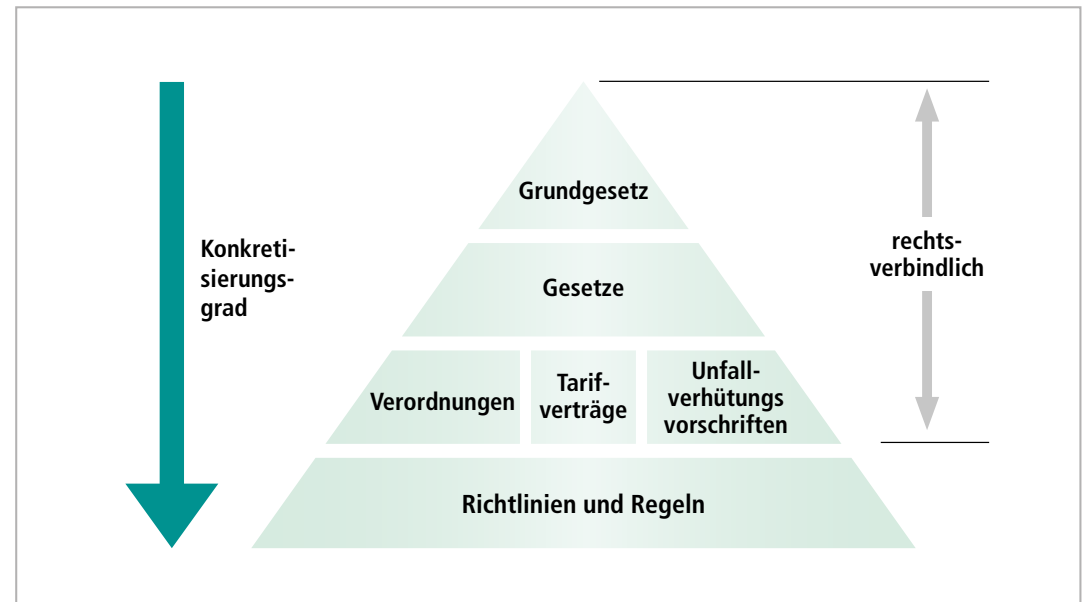 Grundgesetz
Konkreti-
sierungs-
grad
rechts-
verbindlich
Gesetze
Verordnungen
Tarif-
verträge
Unfall-
verhütungs
vorschriften
Richtlinien und Regeln